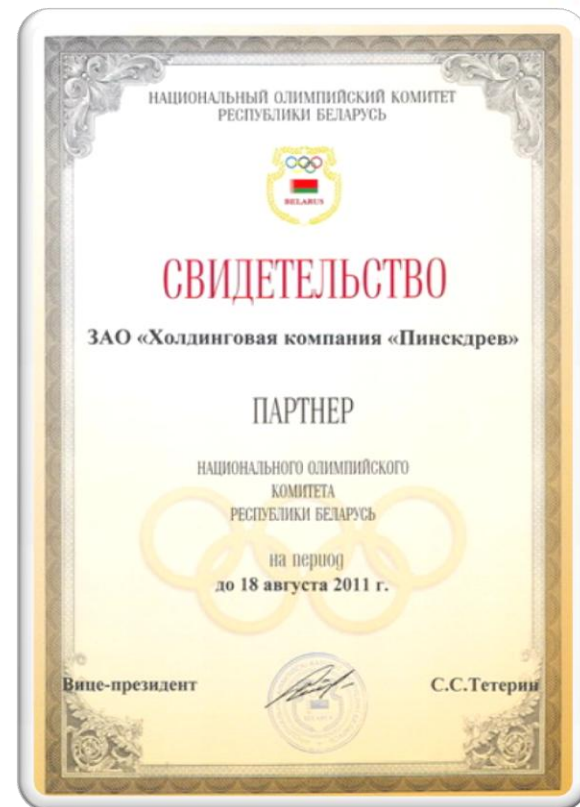 НАЦИОНАЛЬНЫЙ ОЛИМПИЙСКИЙ КОМИТЕТ
РЕСПУБЛИКИ БЕЛАРУСЬ
BELARUS
СВИДЕТЕЛЬСТВО
ЗАО «Холдинговая компания «Пинскдрев»
ПАРТНЕР
НАЦИОНАЛЬНОГО ОЛИМПИЙСКОГО
КОМИТЕТА
РЕСПУБЛИКИ БЕЛАРУСЬ
на период
до 18 августа 2011 г.
Вице-президент С.С.Тетерин